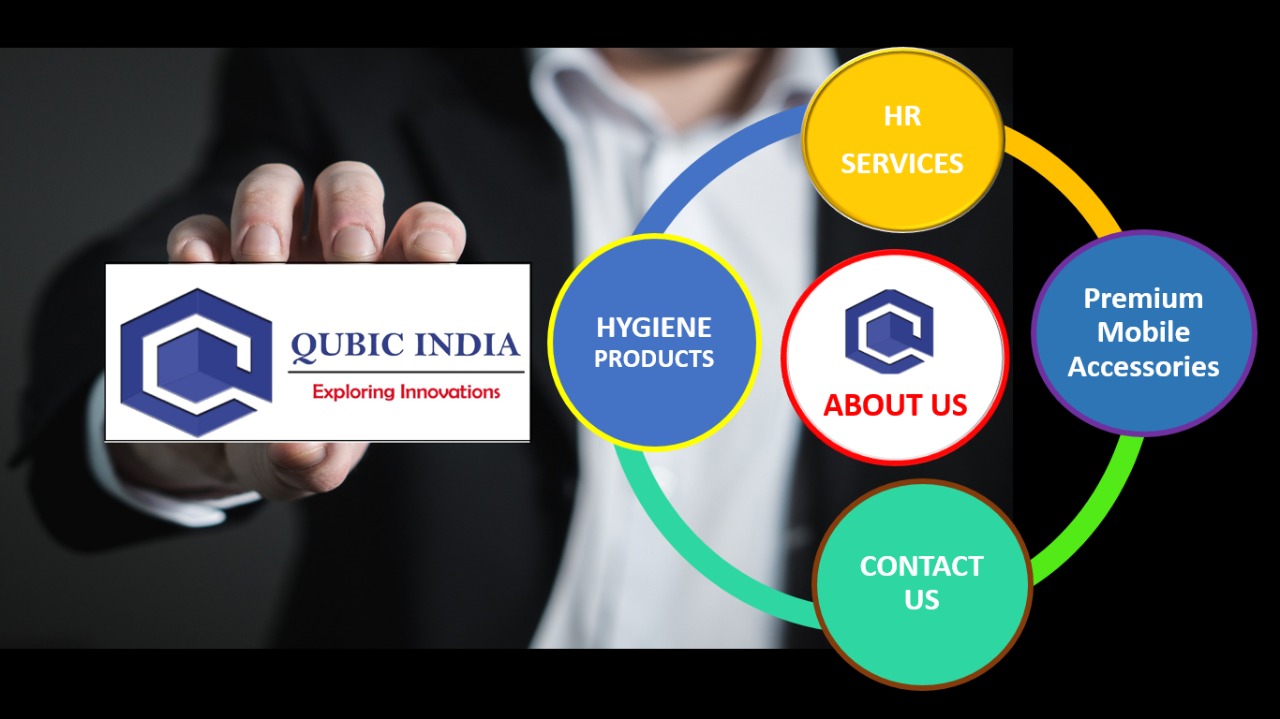 QUBIC INDIA
Exploring Innovations
HR
SERVICES
HYGIENE
PRODUCTS
ABOUT US
Premium
Mobile
Accessories
CONTACT
US